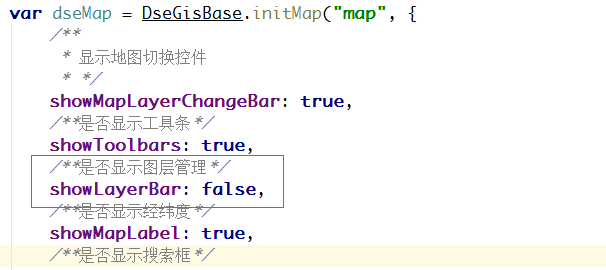 var dseMap = DseGisBase.initMap("map", {
/**
* 显示地图切换控件
* */
showMapLayerChangeBar: true,
/**是否显示工具条*/
showToolbars: true,
/**是否显示图层管理*/
showLayerBar: false,
/**是否显示经纬度*/
showMapLabel: true,
/**是否显示搜索框*/